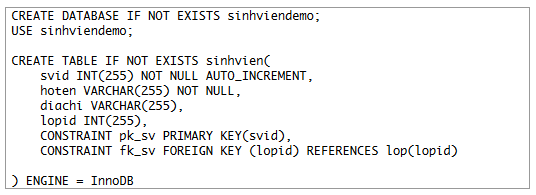 CREATE DATABASE IF NOT EXISTS sinhviendemo;
USE sinhviendemo;
CREATE TABLE IF NOT EXISTS sinhvien(
svid INT(255) NOT NULL AUTO_INCREMENT,
hoten VARCHAR(255) NOT NULL,
diachi VARCHAR(255),
lopid INT(255),
CONSTRAINT pk_sv PRIMARY KEY(svid),
CONSTRAINT fk_sv FOREIGN KEY (lopid) REFERENCES lop(lopid)
) ENGINE = InnoDB